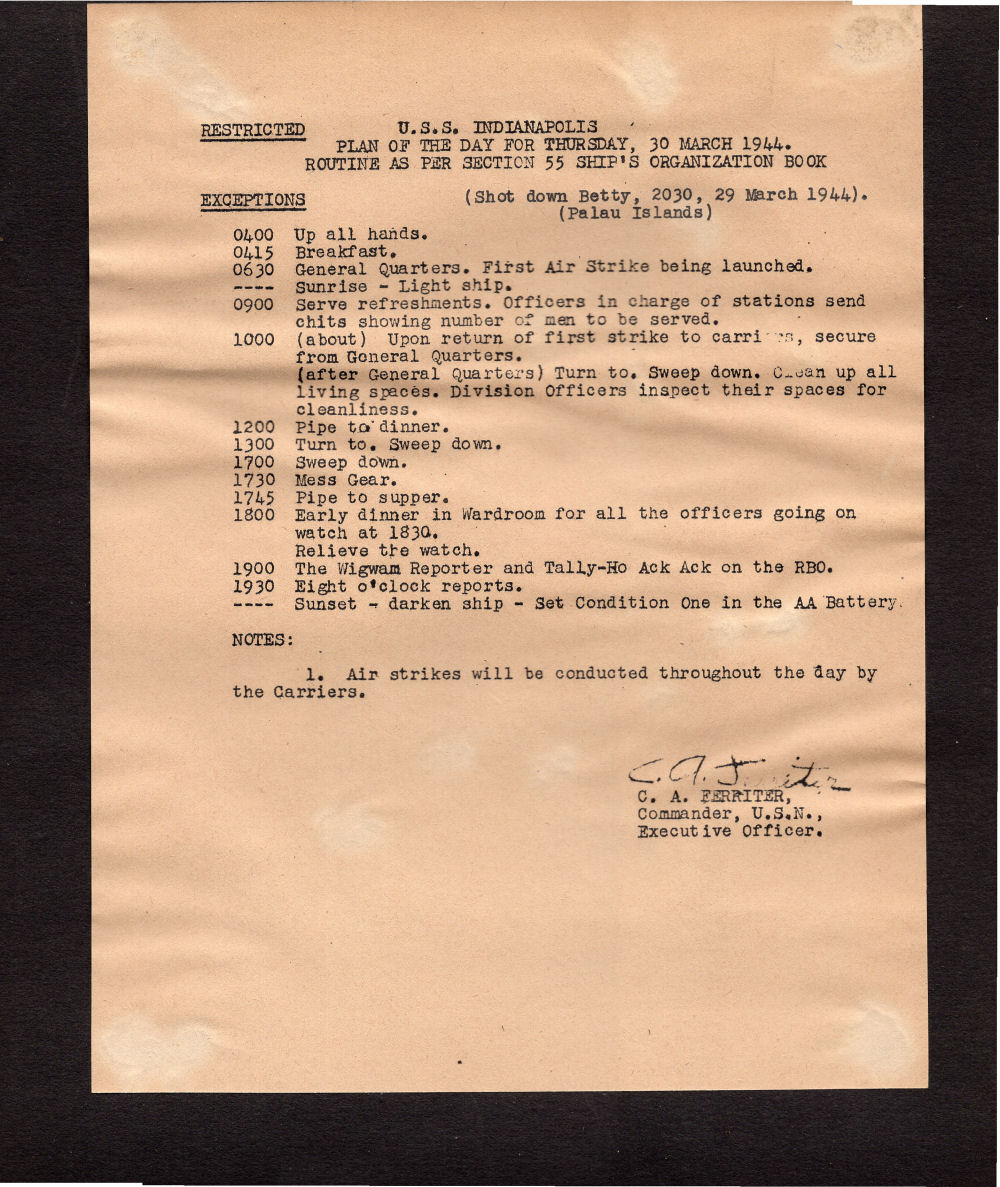 RESTRICTED U.S.S. INDIANAPOLIS
PLAN OF THE DAY FOR THURSDAY, 30 MARCH 1944.
ROUTINE AS PER SECTION 55 SHIP'S ORGANIZATION BOOK
EXCEPTIONS (Shot down Betty, 2030, 29 March 1944).
(Palau Islands)
0400 Up all hands.
0415 Breakfast.
0630 General Quarters. First Air Strike being launched.
---- Sunrise - Light ship.
0900 Serve refreshments. Officers in charge of stations send
chits showing number of men to be served.
1000 (about) Upon return of first strike to carriers, secure
from General Quarters.
(after General Quarters) Turn to. Sweep down. Clean up all
living spaces. Division Officers inspect their spaces for
cleanliness.
1200 Pipe to dinner.
1300 Turn to. Sweep down.
1700 Sweep down.
1730 Mess Gear.
1745 Pipe to supper.
1800 Early dinner in Wardroom for all the officers going on
watch at 1830.
Relieve the watch.
1900 The Wigwam Reporter and Tally-Ho Ack Ack on the RBO.
1930 Eight o'clock reports.
---- Sunset - darken ship - Set Condition One in the AA Battery.
NOTES:
1. Air strikes will be conducted throughout the day by
the Carriers.
C. A. Ferriter
C. A. FERRITER,
Commander, U.S.N.,
Executive Officer.